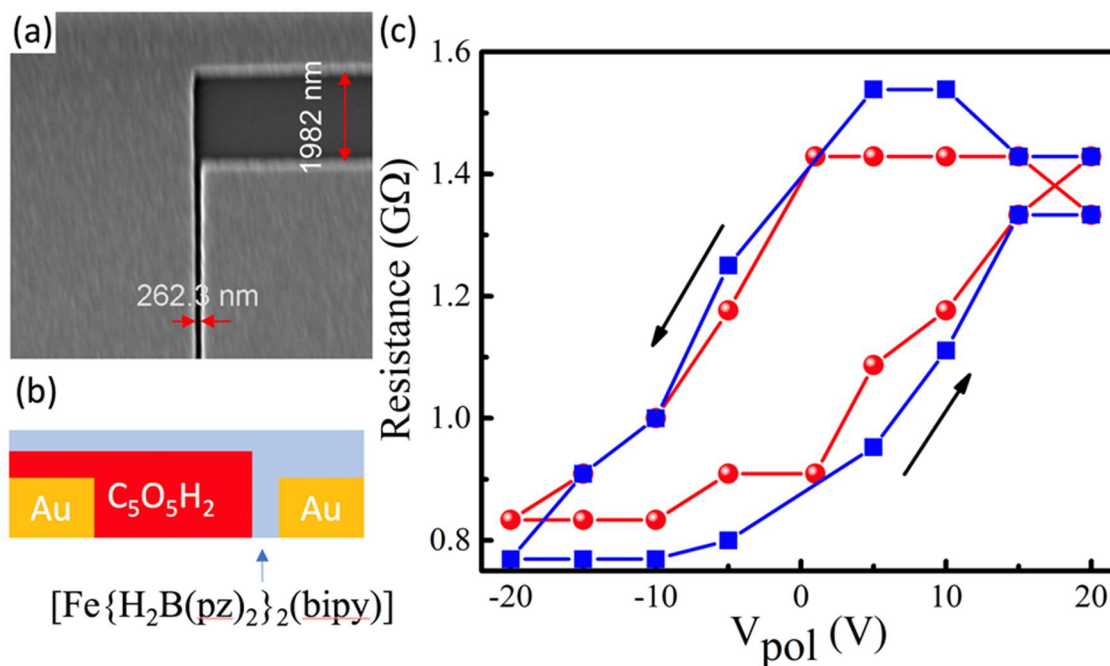 (a)
1982 nm
262.3 nm
(b)
Au
C₅O₅H₂
Au
[Fe{H₂B(pz)₂}₂(bipy)]
(c)
Resistance (GΩ)
1.6
1.4
1.2
1.0
0.8
-20
-10
0
10
20
V_pol (V)